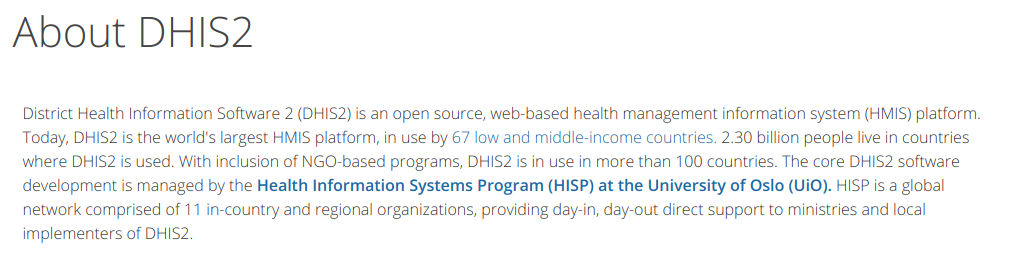 About DHIS2
District Health Information Software 2 (DHIS2) is an open source, web-based health management information system (HMIS) platform.
Today, DHIS2 is the world's largest HMIS platform, in use by 67 low and middle-income countries. 2.30 billion people live in countries
where DHIS2 is used. With inclusion of NGO-based programs, DHIS2 is in use in more than 100 countries. The core DHIS2 software
development is managed by the Health Information Systems Program (HISP) at the University of Oslo (UiO). HISP is a global
network comprised of 11 in-country and regional organizations, providing day-in, day-out direct support to ministries and local
implementers of DHIS2.